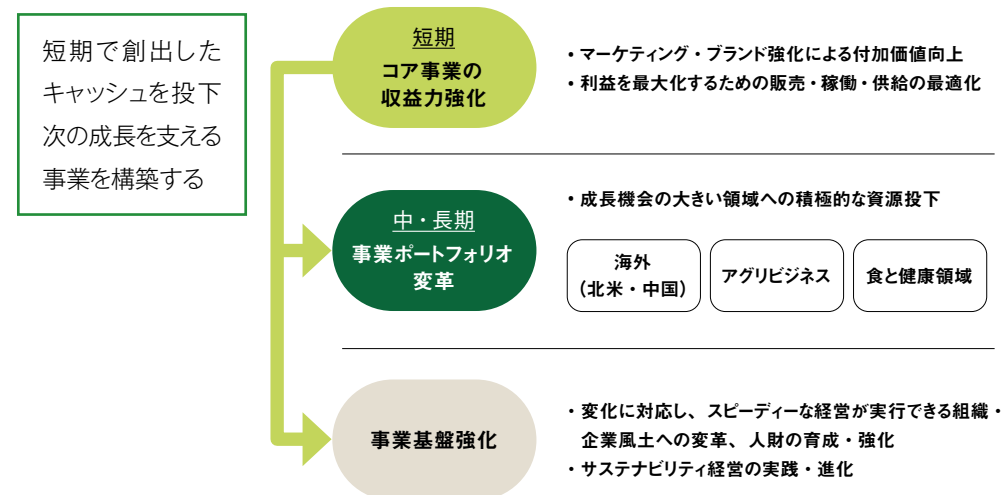 短期で創出した
キャッシュを投下
次の成長を支える
事業を構築する
短期
コア事業の
収益力強化
・マーケティング・ブランド強化による付加価値向上
・利益を最大化するための販売・稼働・供給の最適化
中・長期
事業ポートフォリオ
変革
・成長機会の大きい領域への積極的な資源投下
海外
（北米・中国）
アグリビジネス
食と健康領域
事業基盤強化
・変化に対応し、スピーディーな経営が実行できる組織・
企業風土への変革、人財の育成・強化
・サステナビリティ経営の実践・進化